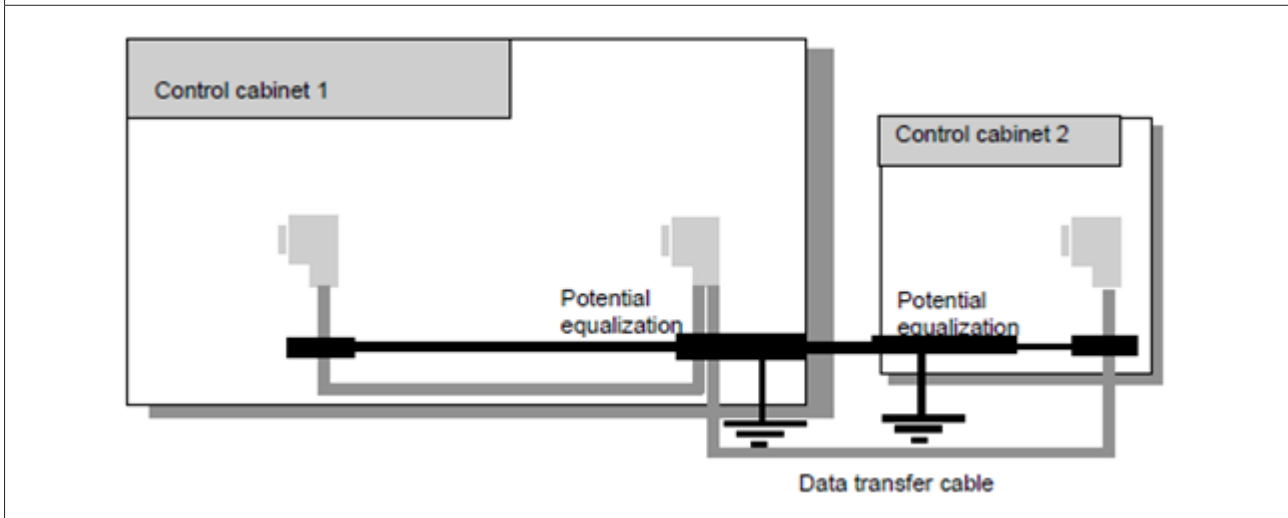 Control cabinet 1
Control cabinet 2
Potential
equalization
Potential
equalization
Data transfer cable